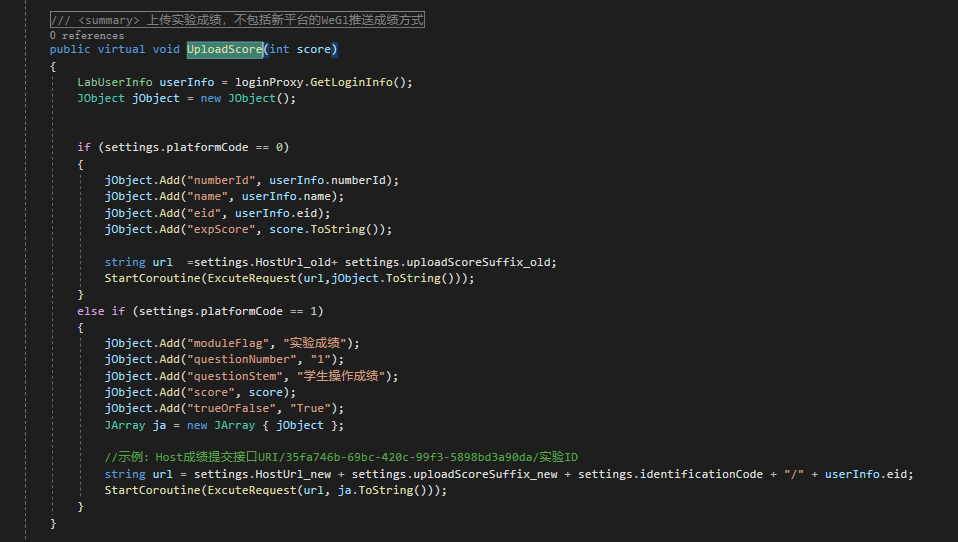 /// <summary> 上传实验成绩，不包括新平台的WeGl推送成绩方式
0 references
public virtual void UploadScore(int score)
{
LabUserInfo userInfo = loginProxy.GetLoginInfo();
JObject jObject = new JObject();
if (settings.platformCode == 0)
{
jObject.Add("numberId", userInfo.numberId);
jObject.Add("name", userInfo.name);
jObject.Add("eid", userInfo.eid);
jObject.Add("expScore", score.ToString());
string url  =settings.HostUrl_old+ settings.uploadScoreSuffix_old;
StartCoroutine(ExcuteRequest(url,jObject.ToString()));
}
else if (settings.platformCode == 1)
{
jObject.Add("moduleFlag", "实验成绩");
jObject.Add("questionNumber", "1");
jObject.Add("questionStem", "学生操作成绩");
jObject.Add("score", score);
jObject.Add("trueOrFalse", "True");
JArray ja = new JArray { jObject };
//示例: Host成绩提交接口URI/35fa746b-69bc-420c-99f3-5898bd3a90da/实验ID
string url = settings.HostUrl_new + settings.uploadScoreSuffix_new + settings.identificationCode + "/" + userInfo.eid;
StartCoroutine(ExcuteRequest(url, ja.ToString()));
}
}